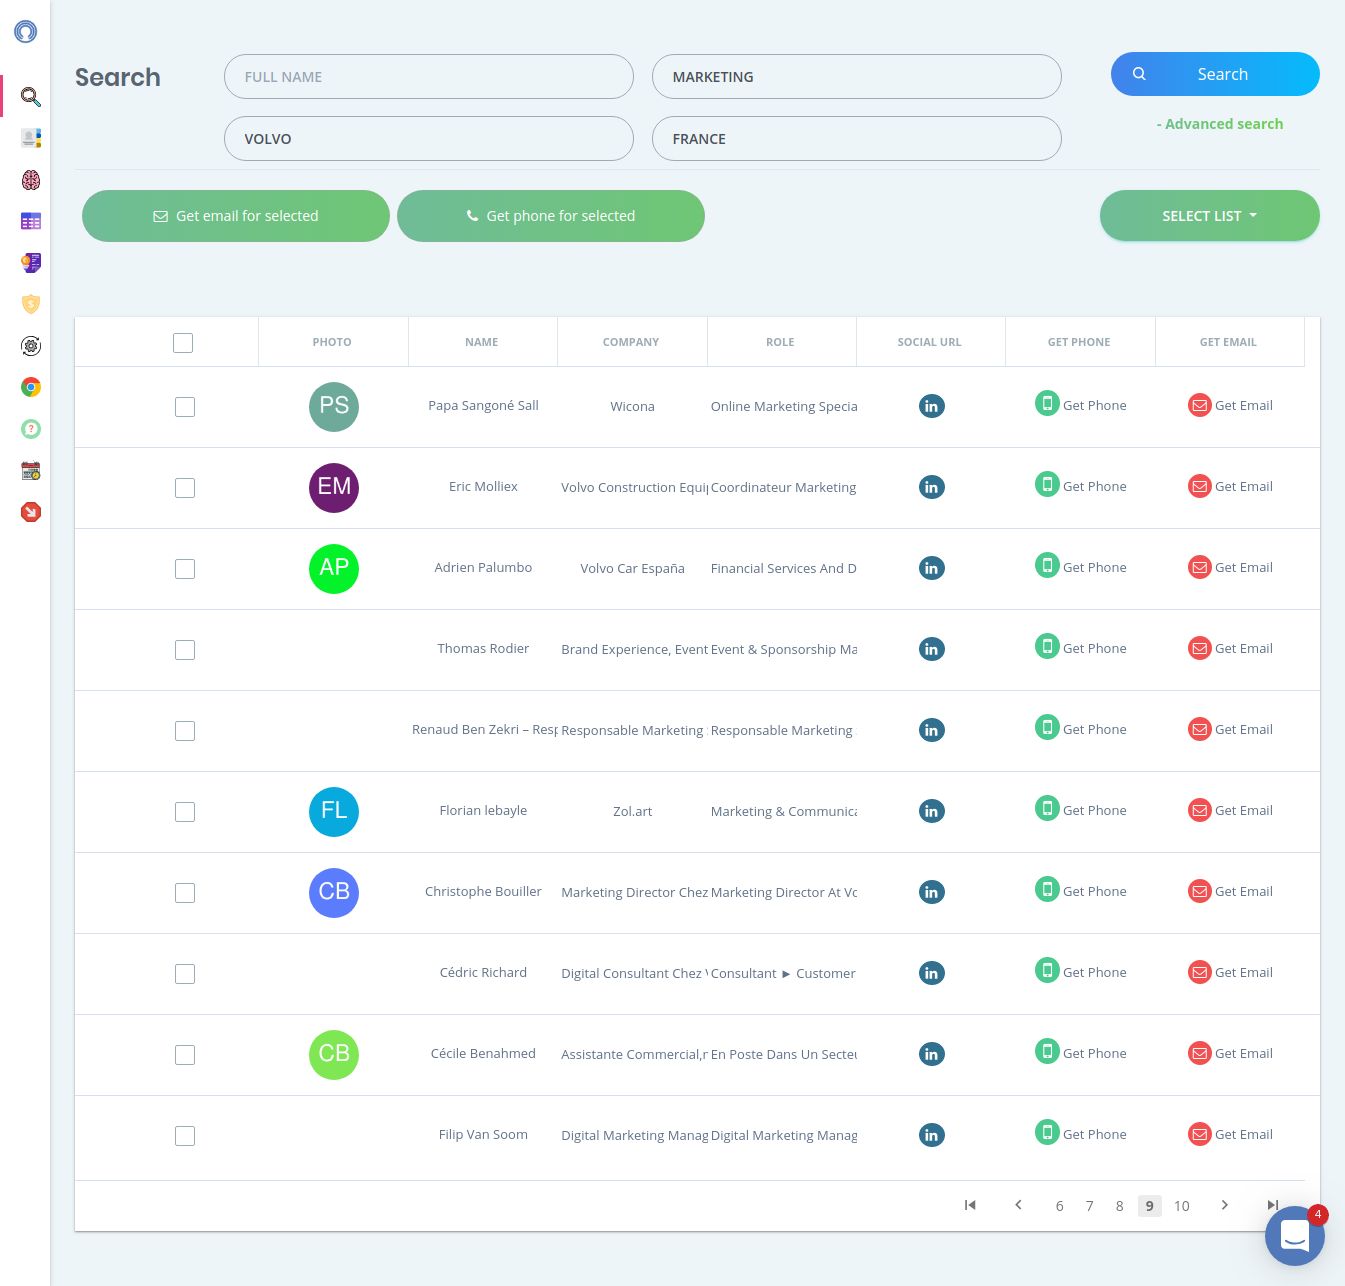 Search
FULL NAME
MARKETING
Search
VOLVO
FRANCE
- Advanced search
Get email for selected
Get phone for selected
SELECT LIST
PHOTO NAME COMPANY ROLE SOCIAL URL GET PHONE GET EMAIL
PS Papa Sangoné Sall Wicona Online Marketing Specia in Get Phone Get Email
EM Eric Molliex Volvo Construction Equip Coordinateur Marketing in Get Phone Get Email
AP Adrien Palumbo Volvo Car España Financial Services And D in Get Phone Get Email
Thomas Rodier Brand Experience, Event Event & Sponsorship Ma in Get Phone Get Email
Renaud Ben Zekri – Resp Responsable Marketing Responsable Marketing in Get Phone Get Email
FL Florian lebayle Zol.art Marketing & Communica in Get Phone Get Email
CB Christophe Bouiller Marketing Director Chez Marketing Director At Vo in Get Phone Get Email
Cédric Richard Digital Consultant Chez Consultant ► Customer in Get Phone Get Email
CB Cécile Benahmed Assistante Commercial, En Poste Dans Un Secteu in Get Phone Get Email
Filip Van Soom Digital Marketing Manag Digital Marketing Manag in Get Phone Get Email
6 7 8 9 10
4